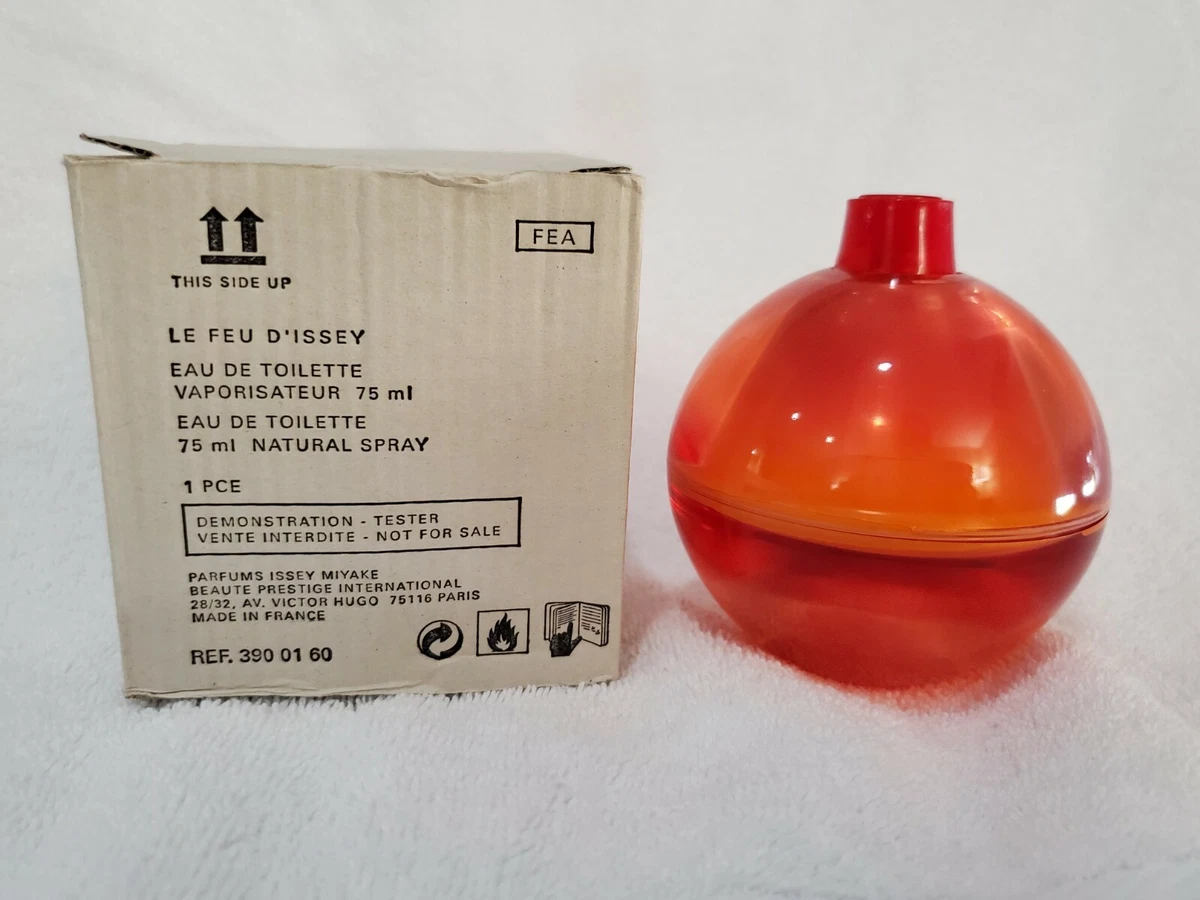 FEA
THIS SIDE UP
LE FEU D'ISSEY
EAU DE TOILETTE
VAPORISATEUR 75 ml
EAU DE TOILETTE
75 ml NATURAL SPRAY
1 PCE
DEMONSTRATION - TESTER
VENTE INTERDITE - NOT FOR SALE
PARFUMS ISSEY MIYAKE
BEAUTE PRESTIGE INTERNATIONAL
28/32, AV. VICTOR HUGO 75116 PARIS
MADE IN FRANCE
REF. 390 01 60